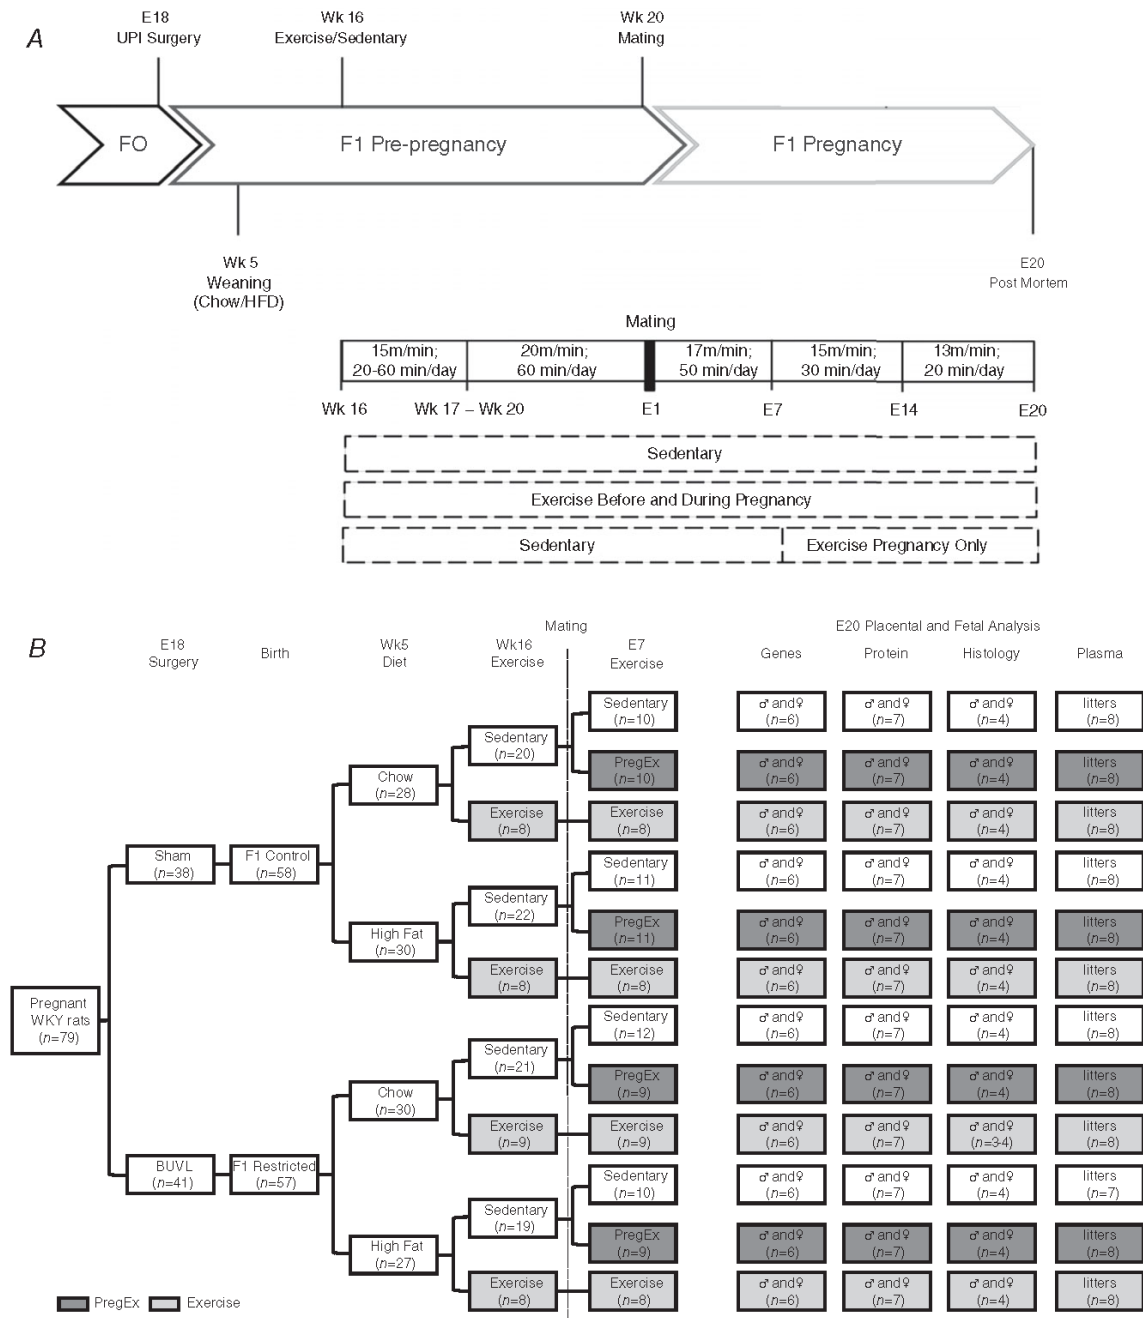 A
E18
UPI Surgery
Wk 16
Exercise/Sedentary
Wk 20
Mating
FO
F1 Pre-pregnancy
F1 Pregnancy
Wk 5
Weaning
(Chow/HFD)
E20
Post Mortem
Mating
15m/min;
20-60 min/day
20m/min;
60 min/day
17m/min;
50 min/day
15m/min;
30 min/day
13m/min;
20 min/day
Wk 16
Wk 17 – Wk 20
E1
E7
E14
E20
Sedentary
Exercise Before and During Pregnancy
Sedentary
Exercise Pregnancy Only
B
E18
Surgery
Birth
Wk5
Diet
Wk16
Exercise
Mating
E7
Exercise
E20 Placental and Fetal Analysis
Genes
Protein
Histology
Plasma
Pregnant
WKY rats
(n=79)
Sham
(n=38)
F1 Control
(n=58)
Chow
(n=28)
Sedentary
(n=20)
Sedentary
(n=10)
♂ and♀
(n=6)
♂ and♀
(n=7)
♂ and♀
(n=4)
litters
(n=8)
PregEx
(n=10)
♂ and♀
(n=6)
♂ and♀
(n=7)
♂ and♀
(n=4)
litters
(n=8)
Exercise
(n=8)
Exercise
(n=8)
♂ and♀
(n=6)
♂ and♀
(n=7)
♂ and♀
(n=4)
litters
(n=8)
High Fat
(n=30)
Sedentary
(n=22)
Sedentary
(n=11)
♂ and♀
(n=6)
♂ and♀
(n=7)
♂ and♀
(n=4)
litters
(n=8)
PregEx
(n=11)
♂ and♀
(n=6)
♂ and♀
(n=7)
♂ and♀
(n=4)
litters
(n=8)
Exercise
(n=8)
Exercise
(n=8)
♂ and♀
(n=6)
♂ and♀
(n=7)
♂ and♀
(n=4)
litters
(n=8)
BUVL
(n=41)
F1 Restricted
(n=57)
Chow
(n=30)
Sedentary
(n=21)
Sedentary
(n=12)
♂ and♀
(n=6)
♂ and♀
(n=7)
♂ and♀
(n=4)
litters
(n=8)
PregEx
(n=9)
♂ and♀
(n=6)
♂ and♀
(n=7)
♂ and♀
(n=4)
litters
(n=8)
Exercise
(n=9)
Exercise
(n=9)
♂ and♀
(n=6)
♂ and♀
(n=7)
♂ and♀
(n=3-4)
litters
(n=8)
High Fat
(n=27)
Sedentary
(n=19)
Sedentary
(n=10)
♂ and♀
(n=6)
♂ and♀
(n=7)
♂ and♀
(n=4)
litters
(n=7)
PregEx
(n=9)
♂ and♀
(n=6)
♂ and♀
(n=7)
♂ and♀
(n=4)
litters
(n=8)
Exercise
(n=8)
Exercise
(n=8)
♂ and♀
(n=6)
♂ and♀
(n=7)
♂ and♀
(n=4)
litters
(n=8)
PregEx
Exercise